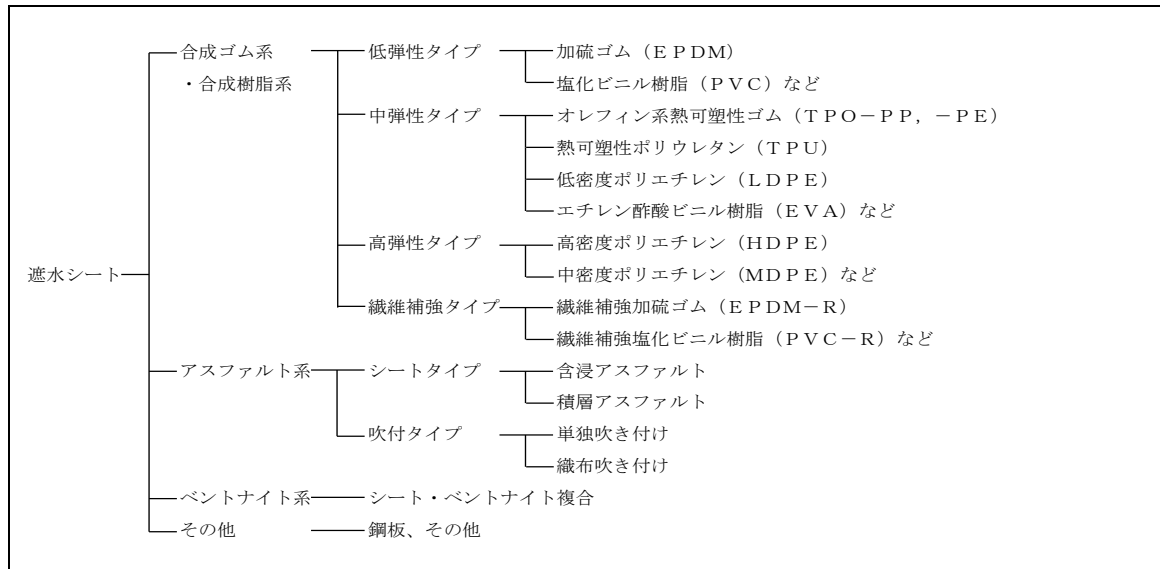 合成ゴム系 低弾性タイプ 加硫ゴム（ＥＰＤＭ）
・合成樹脂系 塩化ビニル樹脂（ＰＶＣ）など
中弾性タイプ オレフィン系熱可塑性ゴム（ＴＰＯ－ＰＰ，－ＰＥ）
熱可塑性ポリウレタン（ＴＰＵ）
低密度ポリエチレン（ＬＤＰＥ）
エチレン酢酸ビニル樹脂（ＥＶＡ）など
高弾性タイプ 高密度ポリエチレン（HDPE）
遮水シート 中密度ポリエチレン（MDPE）など
繊維補強タイプ 繊維補強加硫ゴム（ＥＰＤＭ－Ｒ）
繊維補強塩化ビニル樹脂（ＰＶＣ－Ｒ）など
アスファルト系 シートタイプ 含浸アスファルト
積層アスファルト
吹付タイプ 単独吹き付け
織布吹き付け
ベントナイト系 シート・ベントナイト複合
その他 鋼板、その他